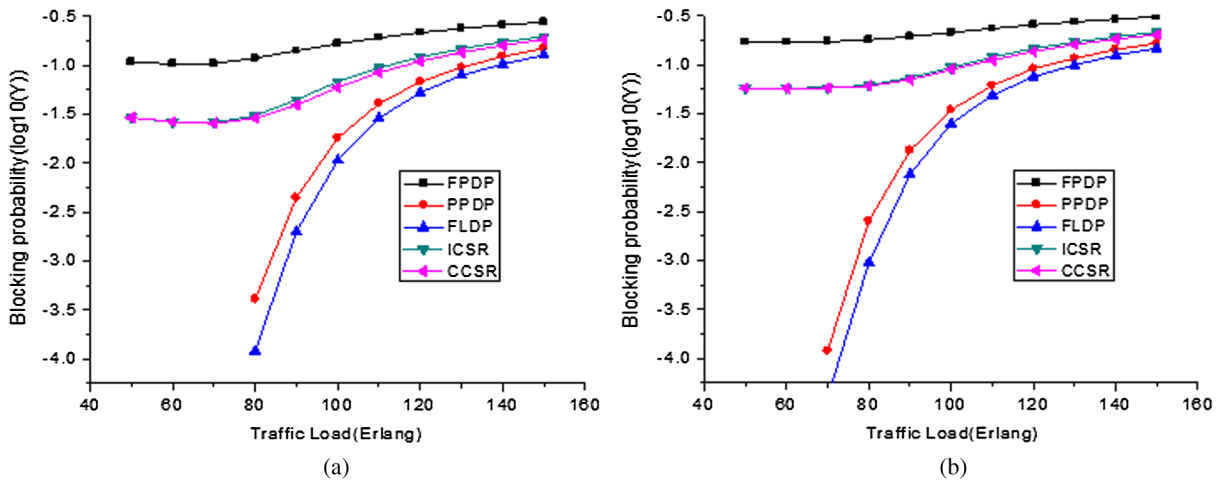 -0.5
-1.0
-1.5
-2.0
-2.5
-3.0
-3.5
-4.0
Blocking probability(log10(Y))
FPDP
PPDP
FLDP
ICSR
CCSR
40 60 80 100 120 140 160
Traffic Load(Erlang)
(a)
-0.5
-1.0
-1.5
-2.0
-2.5
-3.0
-3.5
-4.0
Blocking probability(log10(Y))
FPDP
PPDP
FLDP
ICSR
CCSR
40 60 80 100 120 140 160
Traffic Load(Erlang)
(b)